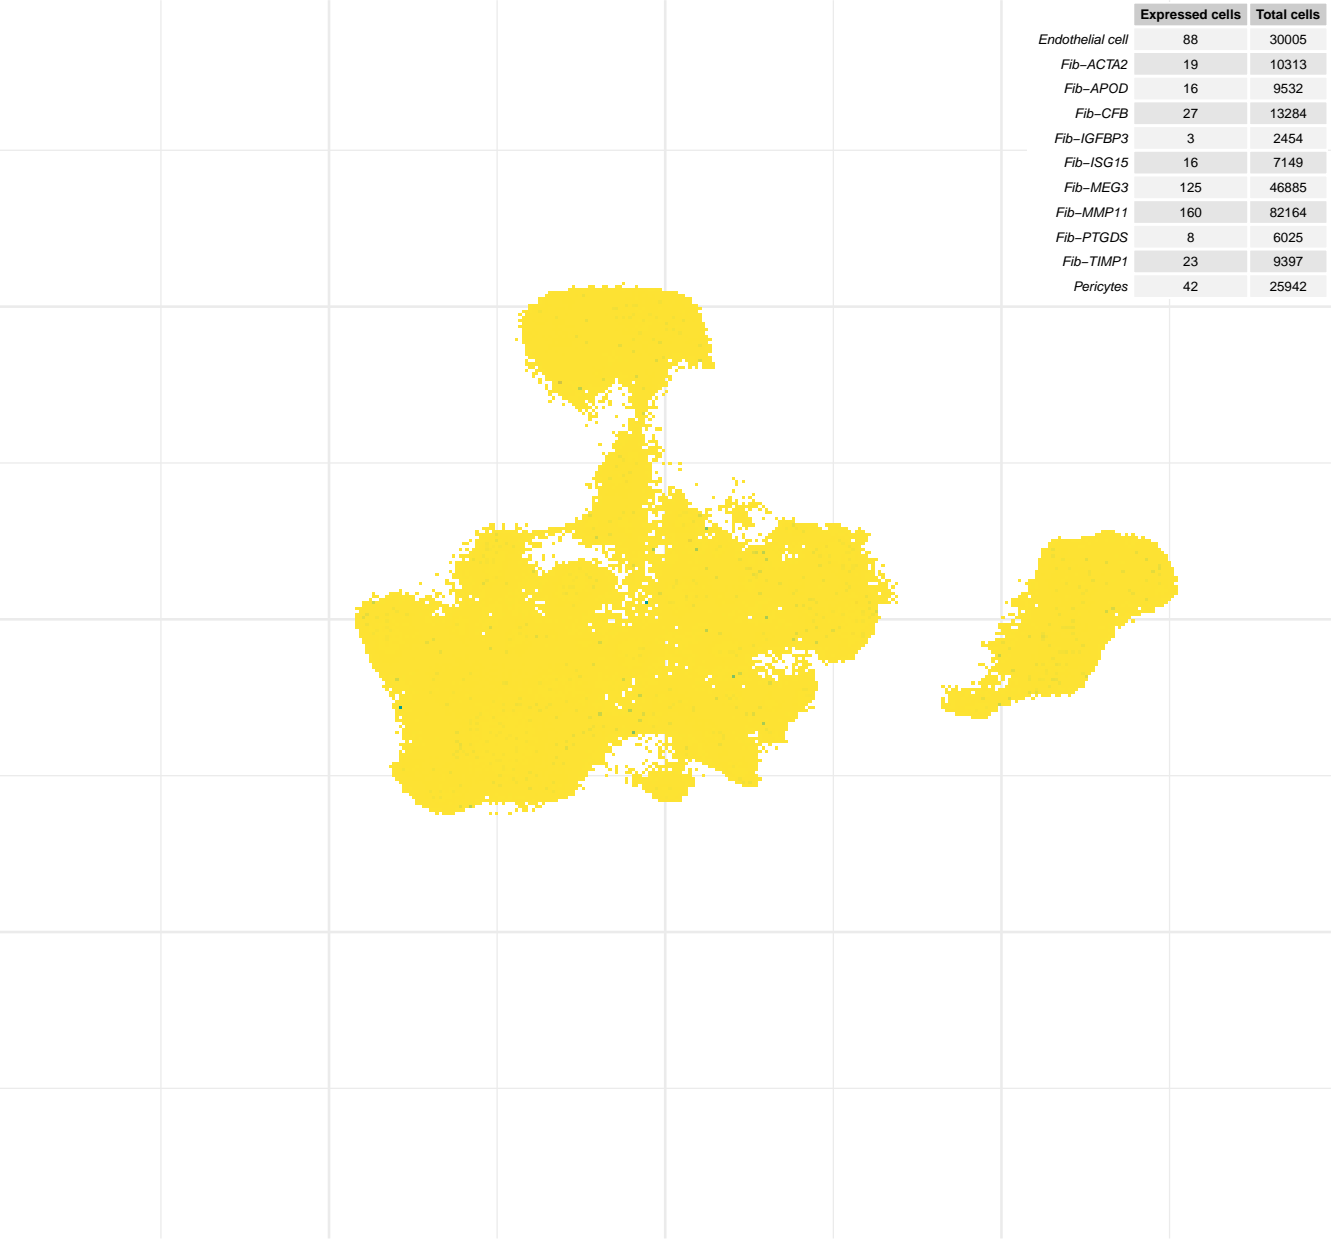 Expressed cells Total cells
Endothelial cell 88 30005
Fib−ACTA2 19 10313
Fib−APOD 16 9532
Fib−CFB 27 13284
Fib−IGFBP3 3 2454
Fib−ISG15 16 7149
Fib−MEG3 125 46885
Fib−MMP11 160 82164
Fib−PTGDS 8 6025
Fib−TIMP1 23 9397
Pericytes 42 25942